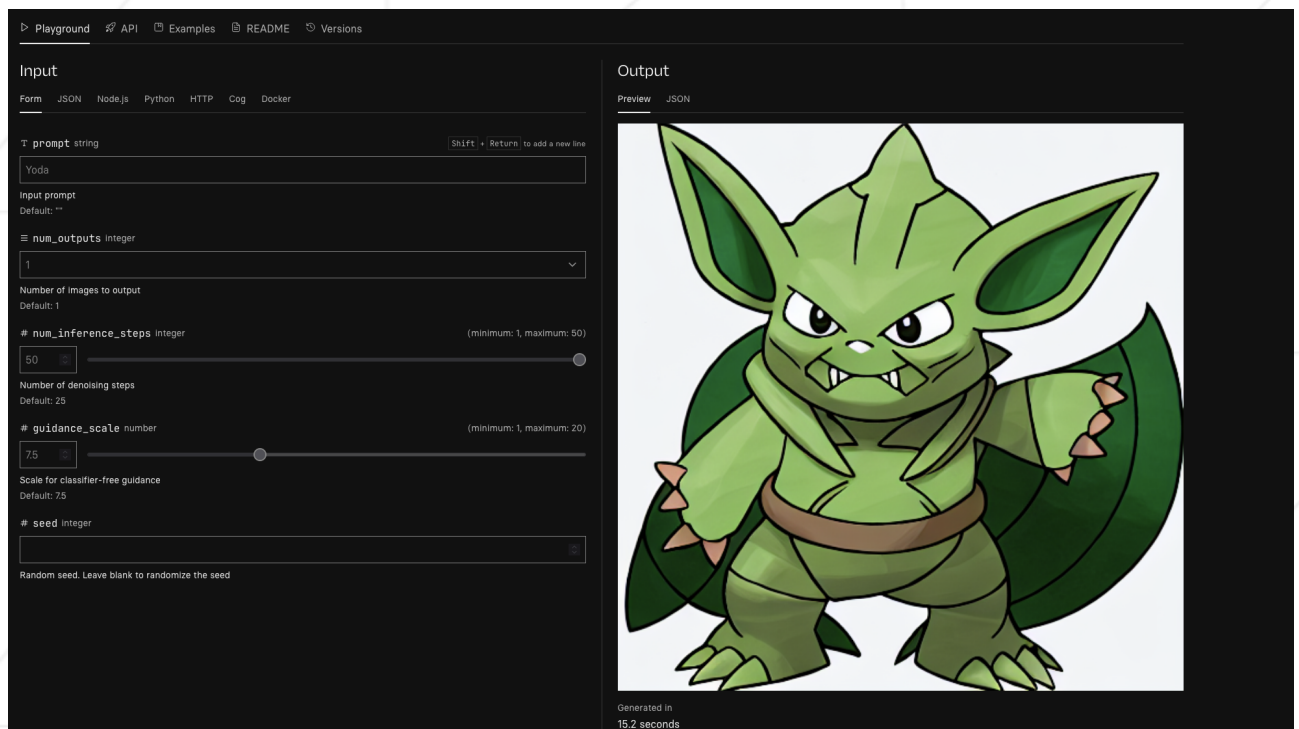 Playground API Examples README Versions
Input
Form JSON Node.js Python HTTP Cog Docker
T prompt string Shift + Return to add a new line
Yoda
Input prompt
Default: ""
num_outputs integer
1
Number of images to output
Default: 1
# num_inference_steps integer (minimum: 1, maximum: 50)
50
Number of denoising steps
Default: 25
# guidance_scale number (minimum: 1, maximum: 20)
7.5
Scale for classifier-free guidance
Default: 7.5
# seed integer
Random seed. Leave blank to randomize the seed
Output
Preview JSON
Generated in
15.2 seconds